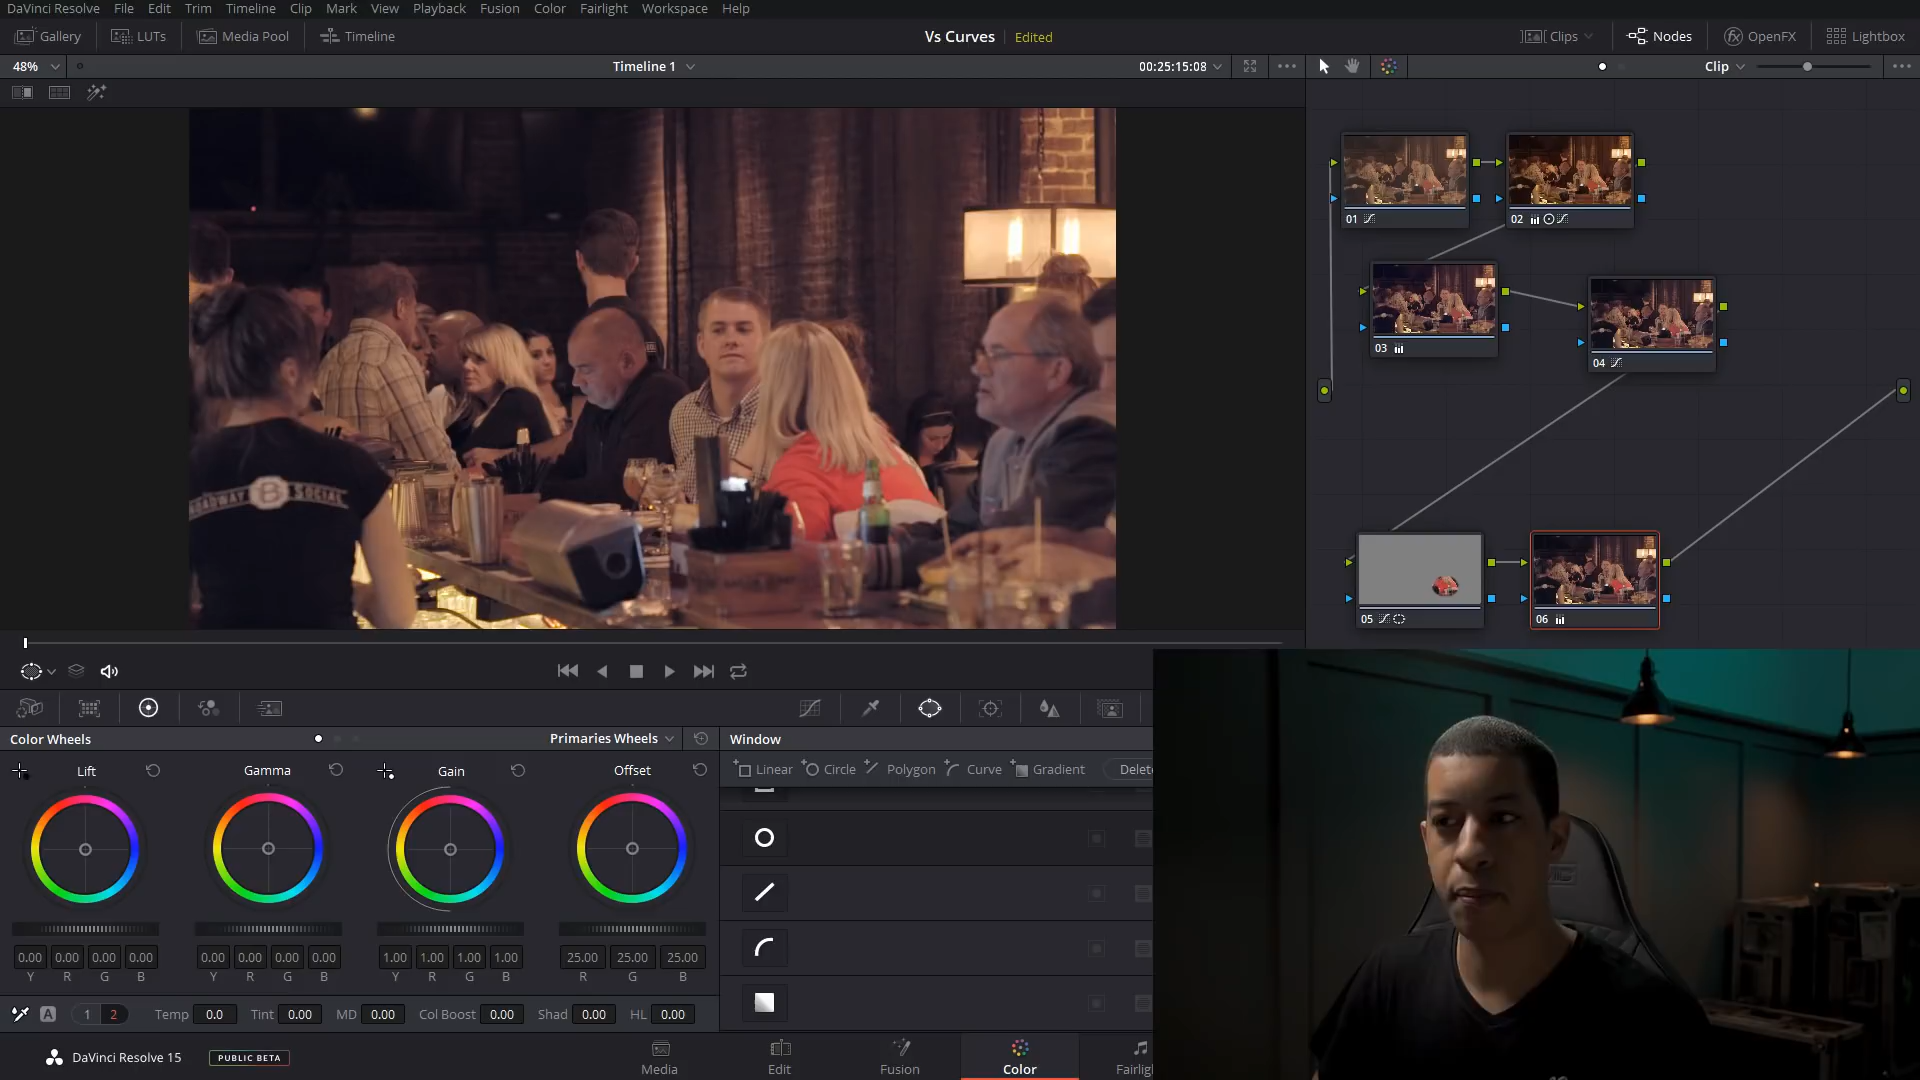 DaVinci Resolve File Edit Trim Timeline Clip Mark View Playback Fusion Color Fairlight Workspace Help
Gallery LUTs Media Pool Timeline Vs Curves Edited Clips Nodes OpenFX Lightbox
48% Timeline 1 00:25:15:08 Clip
01 02
03 04
BROADWAY B SOCIAL
05 06
Color Wheels Primaries Wheels Window
Lift Gamma Gain Offset Linear Circle Polygon Curve Gradient Delet
0.00 0.00 0.00 0.00 0.00 0.00 0.00 0.00 1.00 1.00 1.00 1.00 25.00 25.00 25.00
Y R G B Y R G B Y R G B R G B
A 1 2 Temp 0.0 Tint 0.00 MD 0.00 Col Boost 0.00 Shad 0.00 HL 0.00
DaVinci Resolve 15 PUBLIC BETA Media Edit Fusion Color Fairligh